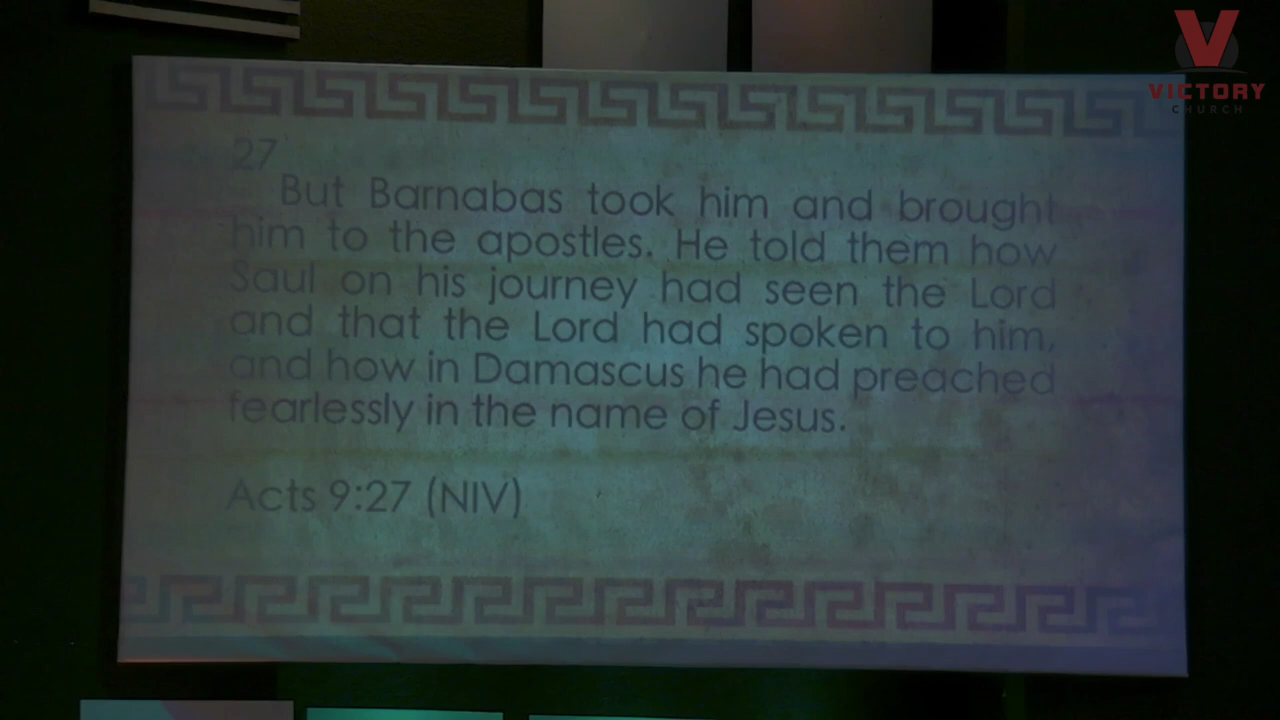 V
VICTORY
CHURCH
27
But Barnabas took him and brought
him to the apostles. He told them how
Saul on his journey had seen the Lord
and that the Lord had spoken to him,
and how in Damascus he had preached
fearlessly in the name of Jesus.
Acts 9:27 (NIV)